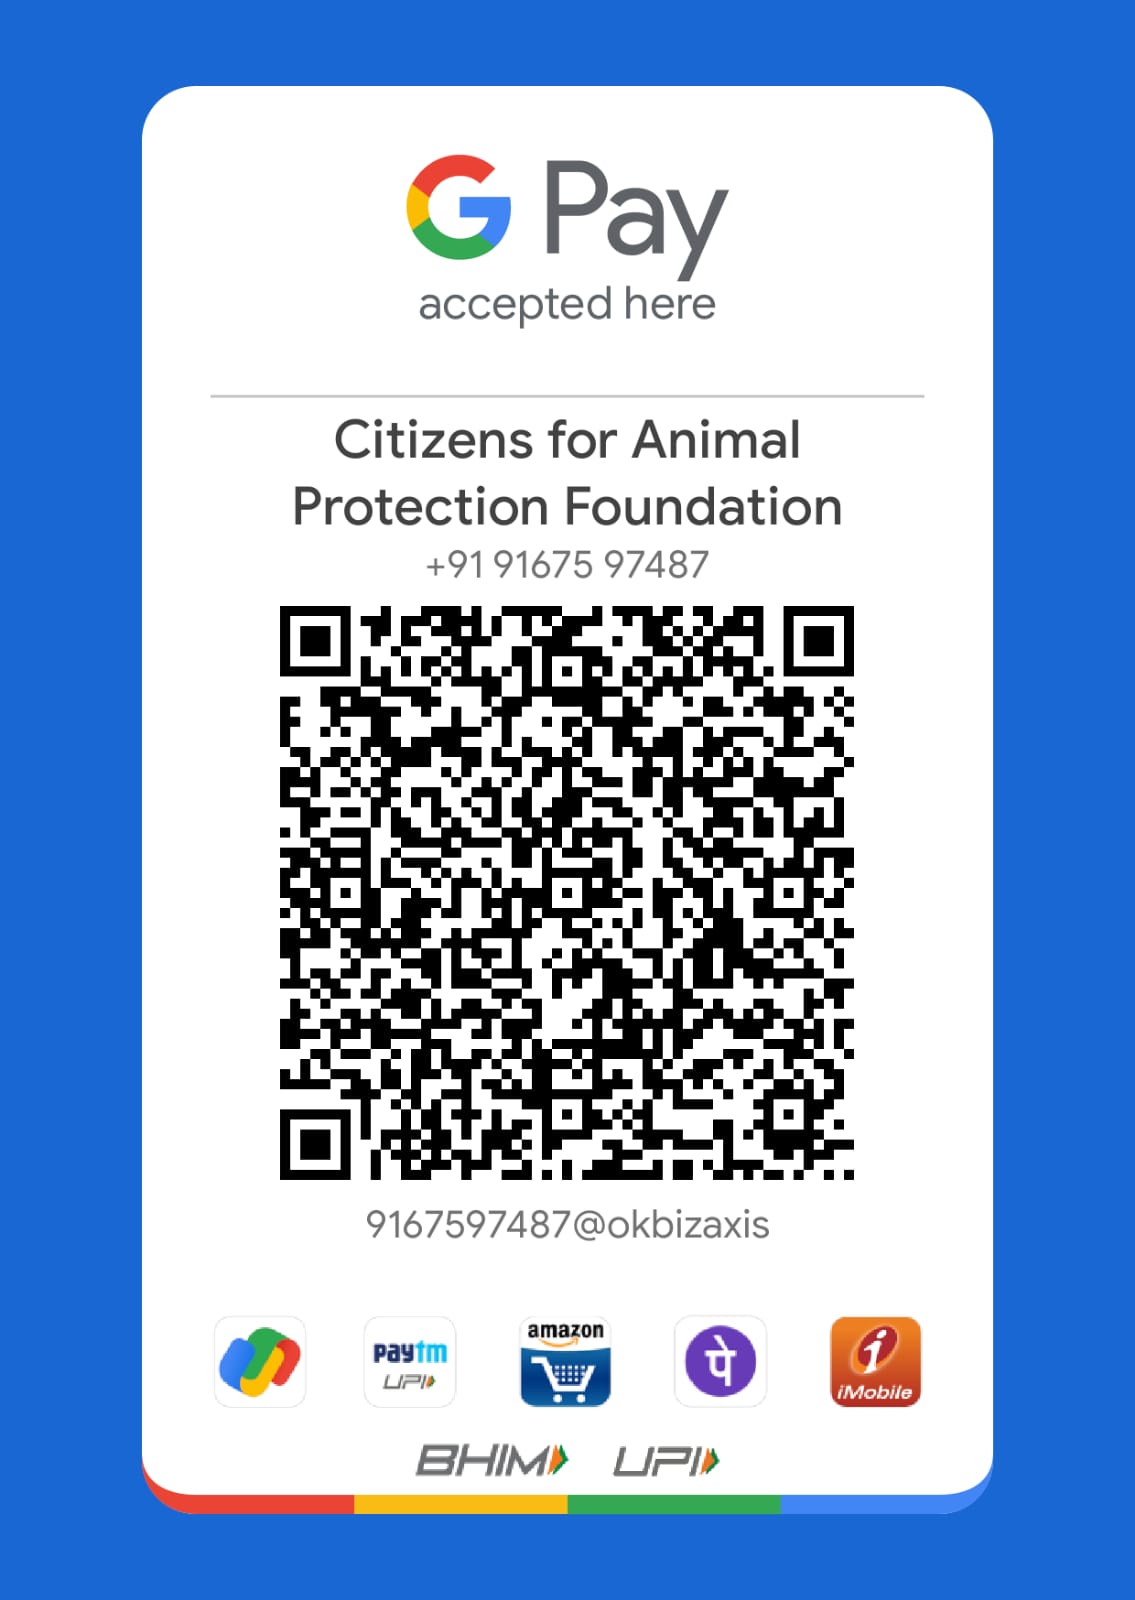 G Pay
accepted here
Citizens for Animal
Protection Foundation
+91 91675 97487
9167597487@okbizaxis
paytm
UPI
amazon
पे
i
iMobile
BHIM UPI